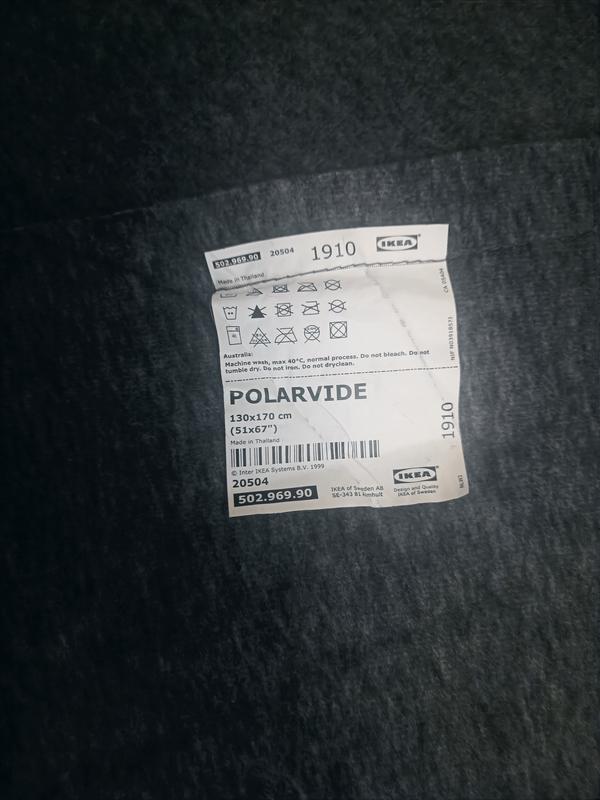 502.969.90 20504 1910 IKEA
Made in Thailand
Australia:
Machine wash, max 40°C, normal process. Do not bleach. Do not
tumble dry. Do not iron. Do not dryclean.
POLARVIDE
130x170 cm
(51x67")
Made in Thailand
© Inter IKEA Systems B.V. 1999
20504
502.969.90
IKEA of Sweden AB
SE-343 81 Älmhult
IKEA
Design and Quality
IKEA of Sweden
1910